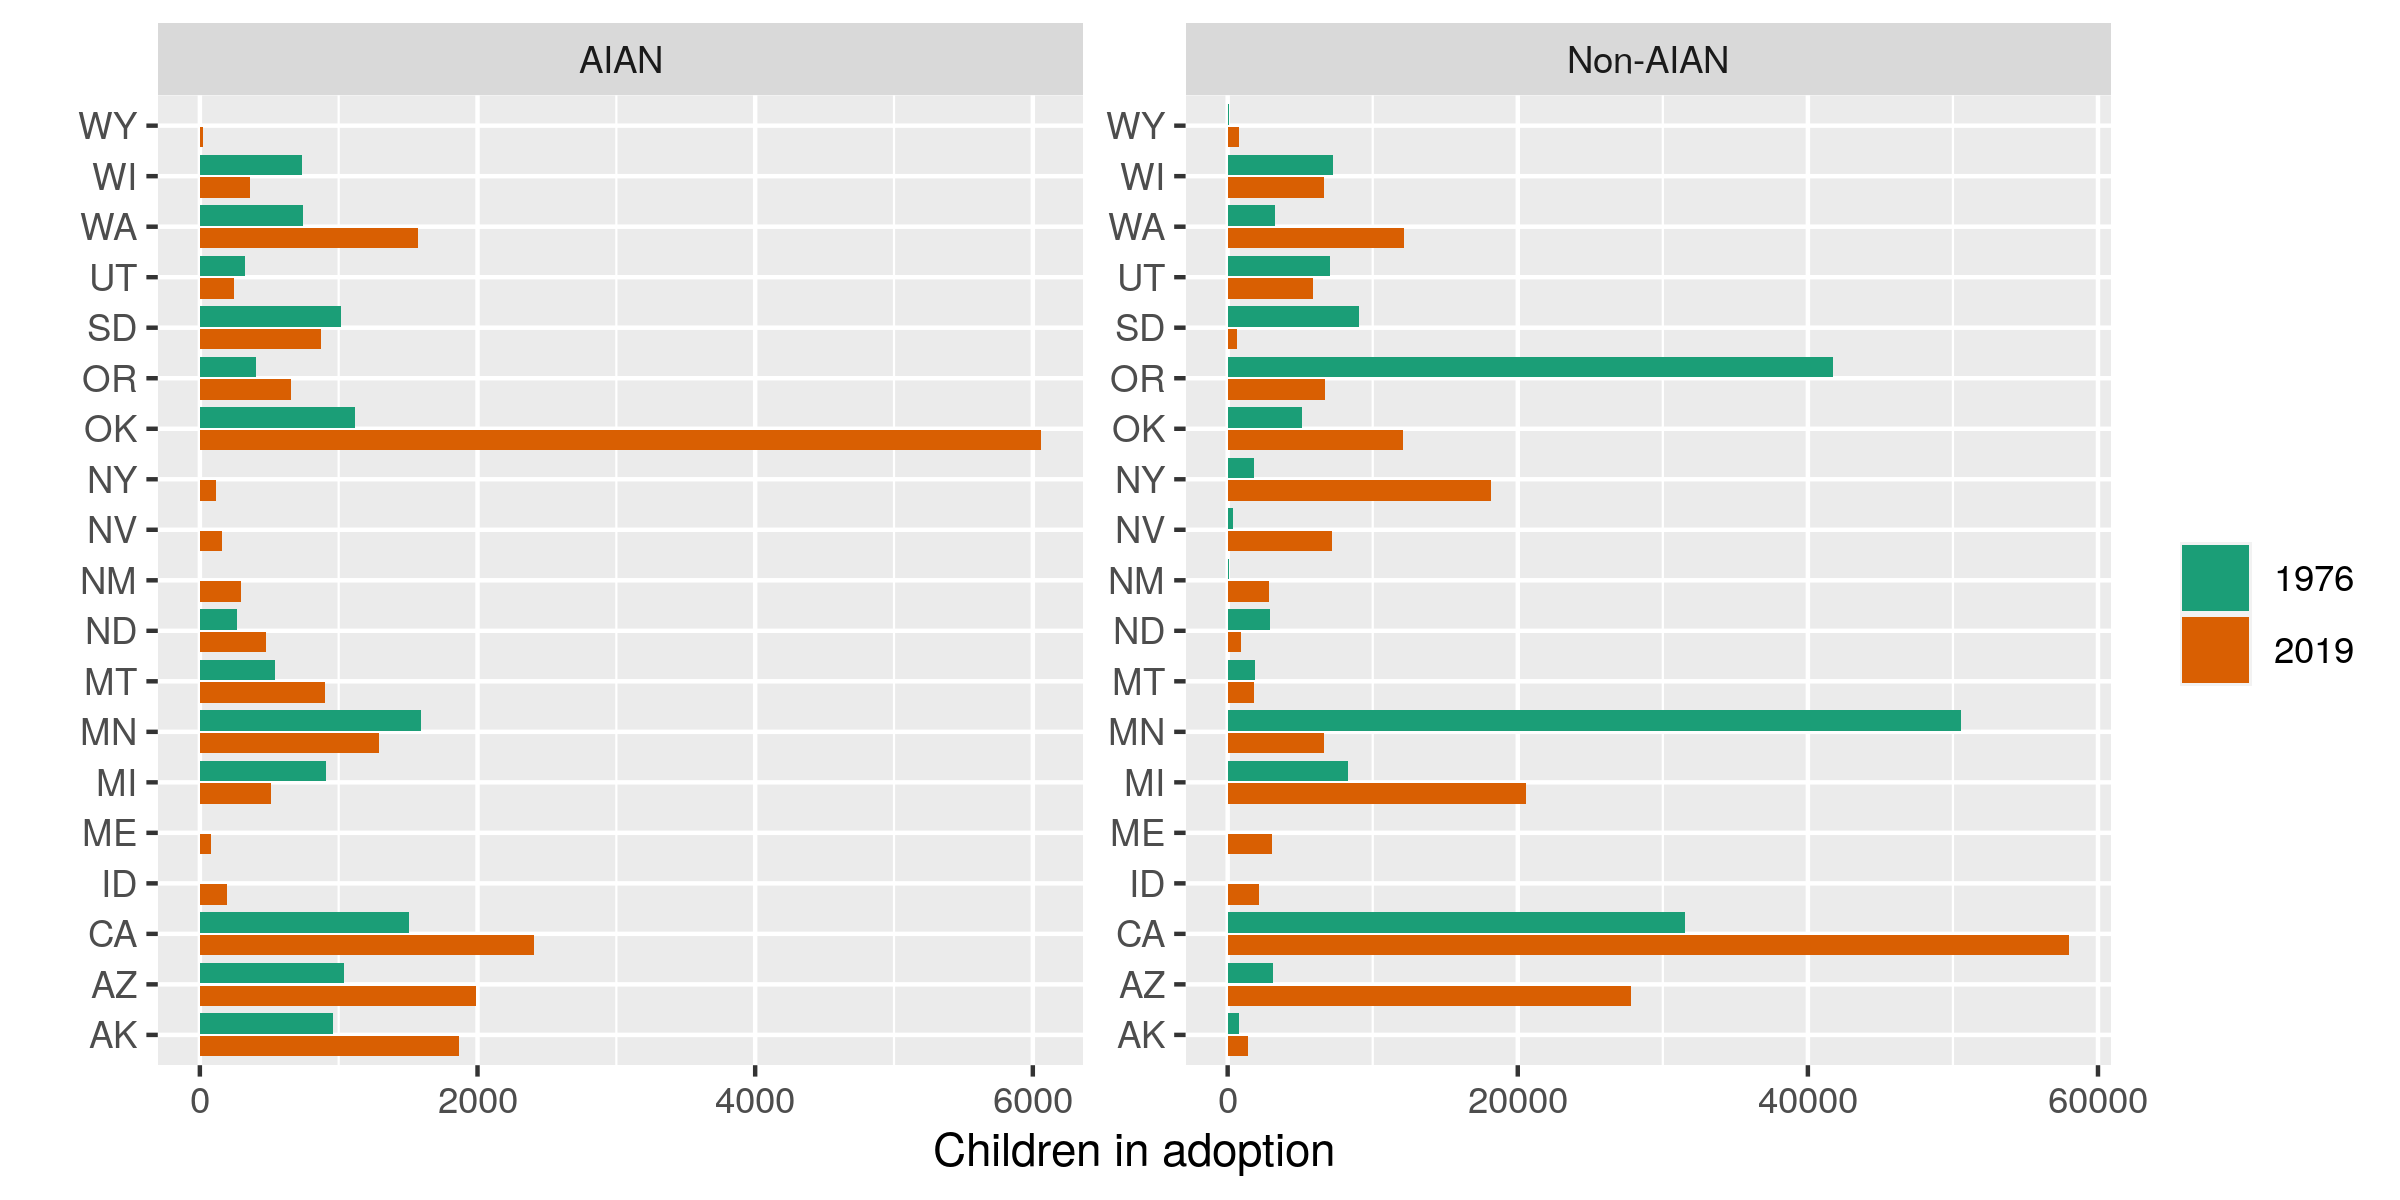 AIAN
WY
WI
WA
UT
SD
OR
OK
NY
NV
NM
ND
MT
MN
MI
ME
ID
CA
AZ
AK
0 2000 4000 6000
Non-AIAN
WY
WI
WA
UT
SD
OR
OK
NY
NV
NM
ND
MT
MN
MI
ME
ID
CA
AZ
AK
0 20000 40000 60000
Children in adoption
1976
2019